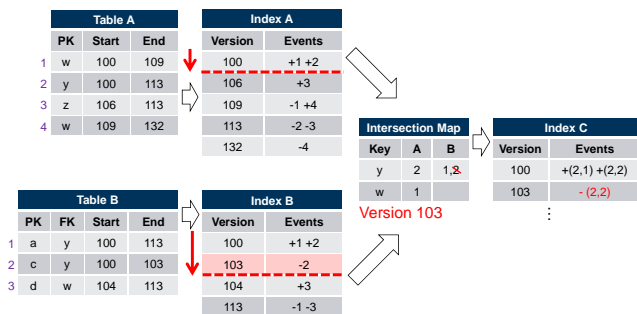 Table A
PK Start End
1 w 100 109
2 y 100 113
3 z 106 113
4 w 109 132
Index A
Version Events
100 +1 +2
106 +3
109 -1 +4
113 -2 -3
132 -4
Intersection Map
Key A B
y 2 1,2
w 1
Version 103
Index C
Version Events
100 +(2,1) +(2,2)
103 - (2,2)
⋮
Table B
PK FK Start End
1 a y 100 113
2 c y 100 103
3 d w 104 113
Index B
Version Events
100 +1 +2
103 -2
104 +3
113 -1 -3